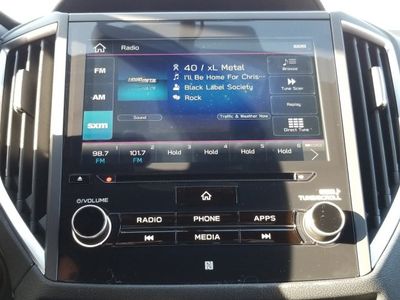 Radio
FM
40 / xL Metal
I'll Be Home For Chris...
Black Label Society
Rock
Browse
Tune Scan
Replay
Direct Tune
AM
sxm
Sound
Traffic & Weather Now
98.7 FM
101.7 FM
Hold
Hold
Hold
Hold
VOLUME
RADIO
PHONE
APPS
MEDIA
TUNE/SCROLL